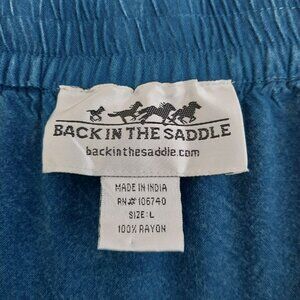 BACK IN THE SADDLE
backinthesaddle.com
MADE IN INDIA
RN# 106740
SIZE: L
100% RAYON